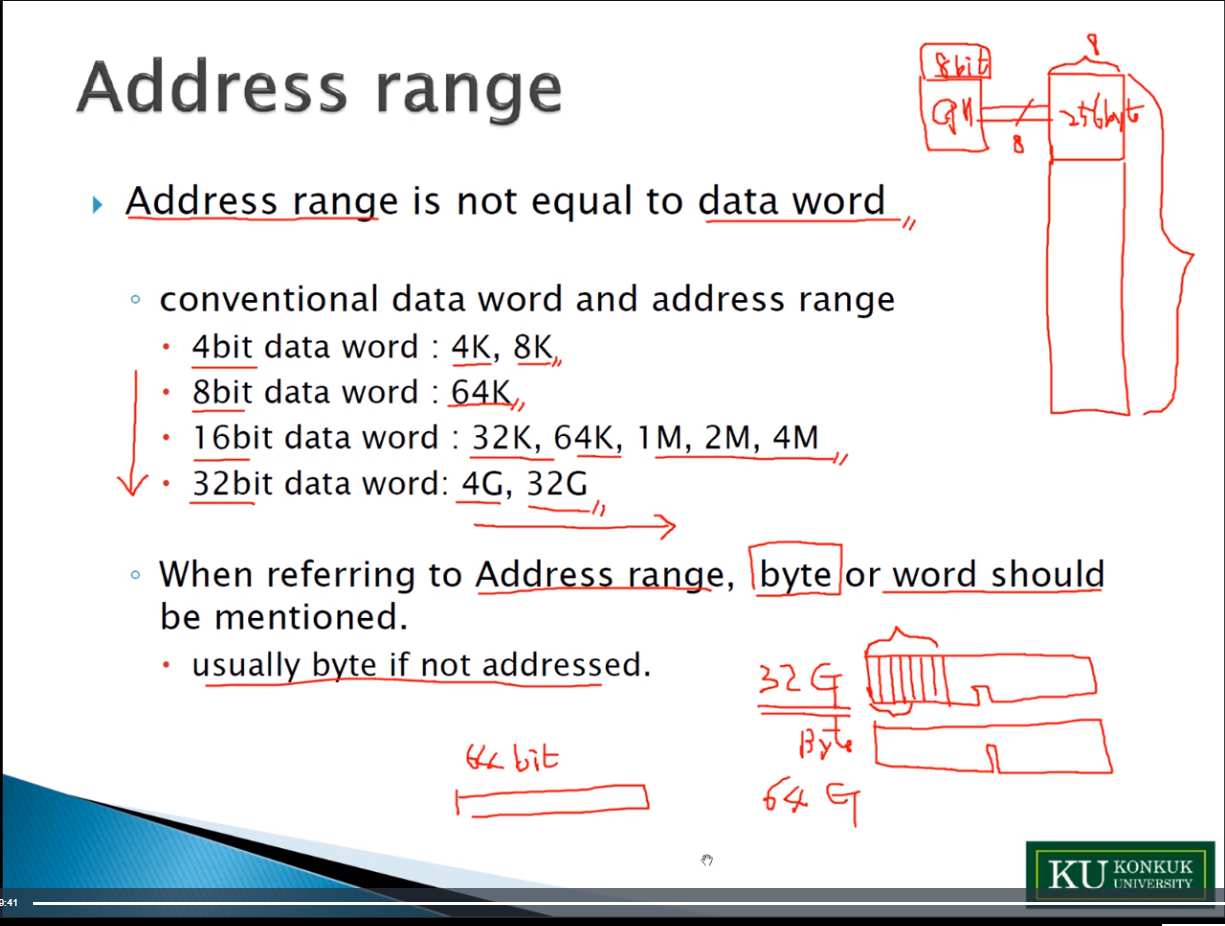 Address range
Address range is not equal to data word
conventional data word and address range
4bit data word : 4K, 8K
8bit data word : 64K
16bit data word : 32K, 64K, 1M, 2M, 4M
32bit data word: 4G, 32G
When referring to Address range, byte or word should
be mentioned.
usually byte if not addressed.
8
8bit
256byte
8
32 G
Byte
64 G
bit
KU KONKUK
UNIVERSITY
9:41